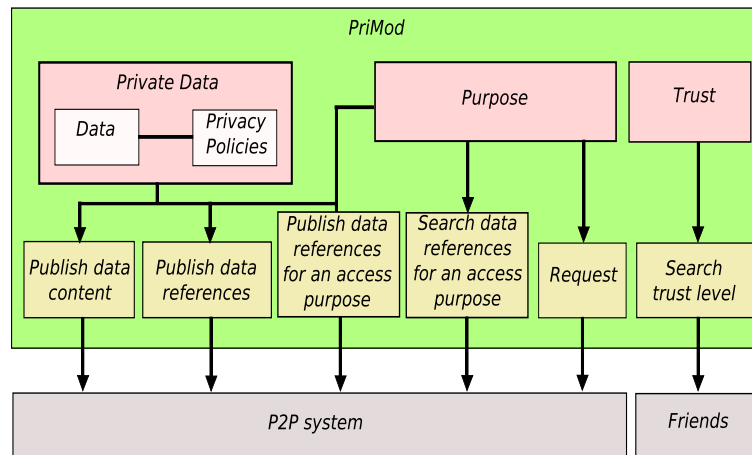 PriMod
Private Data
Data
Privacy
Policies
Purpose
Trust
Publish data
content
Publish data
references
Publish data
references
for an access
purpose
Search data
references
for an access
purpose
Request
Search
trust level
P2P system
Friends